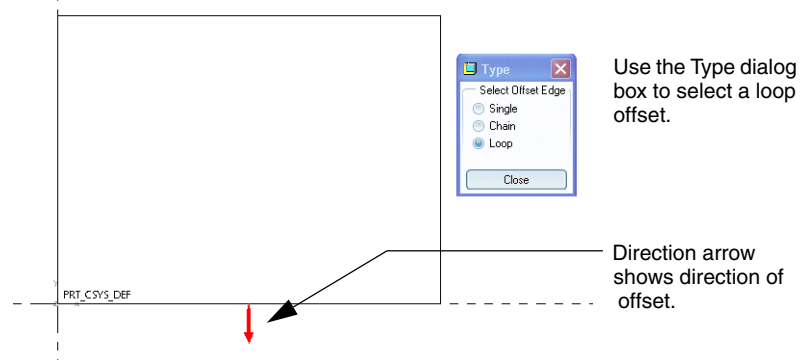 Type
Select Offset Edge
Single
Chain
Loop
Close
Use the Type dialog
box to select a loop
offset.
PRT_CSYS_DEF
Direction arrow
shows direction of
offset.